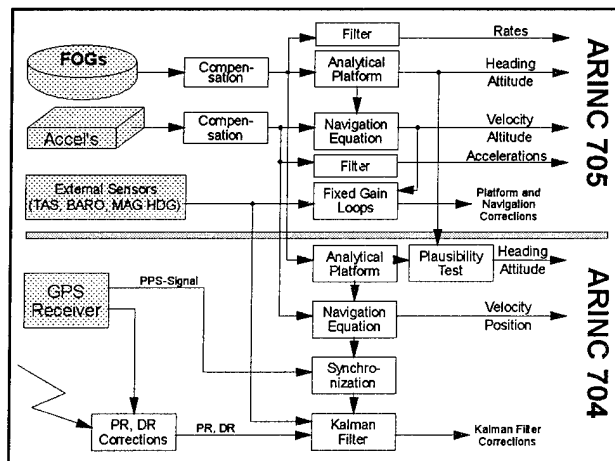 FOGs
Compen-
sation
Filter
Rates
Analytical
Platform
Heading
Attitude
Accel's
Compen-
sation
Navigation
Equation
Velocity
Altitude
Filter
Accelerations
External Sensors
(TAS, BARO, MAG HDG)
Fixed Gain
Loops
Platform and
Navigation
Corrections
ARINC 705
Analytical
Platform
Plausibility
Test
Heading
Attitude
GPS
Receiver
PPS-Signal
Navigation
Equation
Velocity
Position
Synchro-
nization
PR, DR
Corrections
PR, DR
Kalman
Filter
Kalman Filter
Corrections
ARINC 704